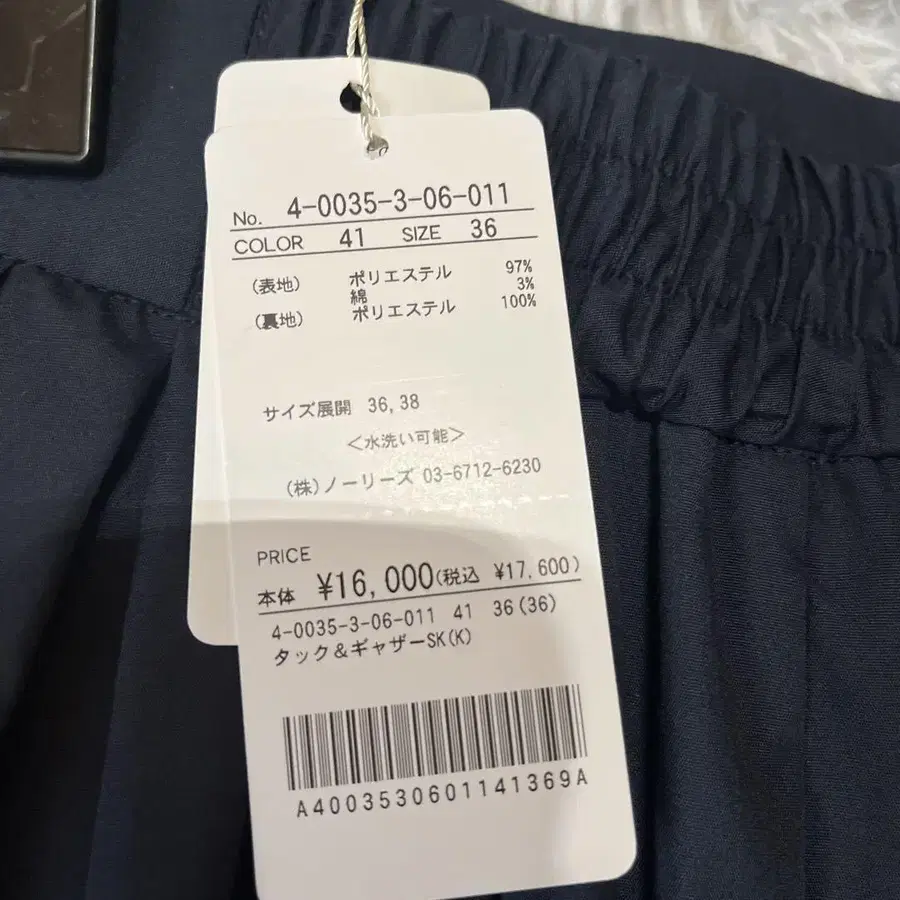 No. 4-0035-3-06-011
COLOR 41 SIZE 36
(表地) ポリエステル 97%
綿 3%
(裏地) ポリエステル 100%
サイズ展開 36,38
＜水洗い可能＞
(株)ノーリーズ 03-6712-6230
PRICE
本体 ¥16,000(税込 ¥17,600)
4-0035-3-06-011 41 36(36)
タック＆ギャザーSK(K)
A4003530601141369A